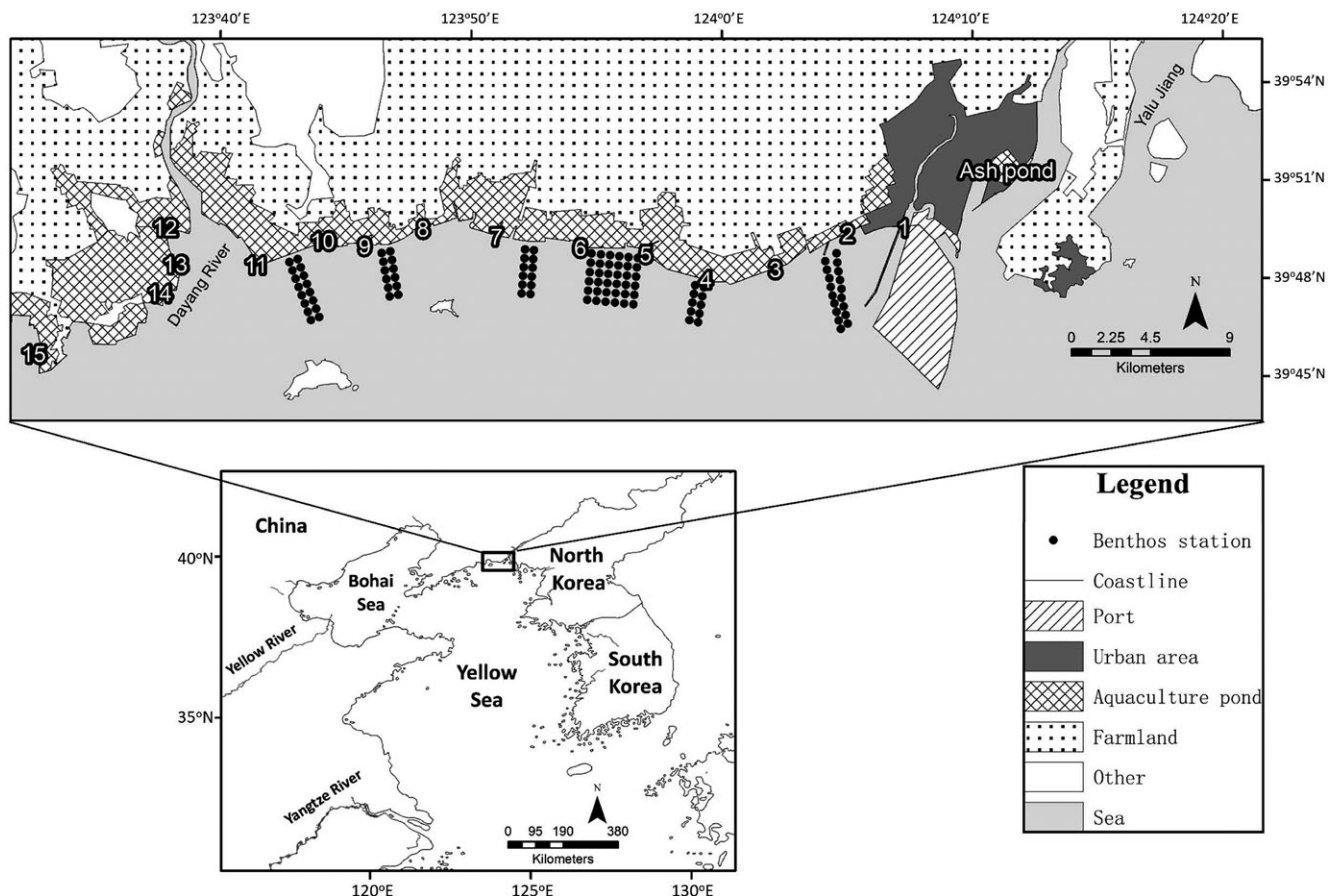 123°40′E
123°50′E
124°0′E
124°10′E
124°20′E
39°54′N
39°51′N
39°48′N
39°45′N
Yalu Jiang
Ash pond
Dayang River
1
2
3
4
5
6
7
8
9
10
11
12
13
14
15
N
0 2.25 4.5 9
Kilometers
China
North
Korea
Bohai
Sea
Yellow River
Yellow
Sea
South
Korea
Yangtze River
40°N
35°N
N
0 95 190 380
Kilometers
120°E
125°E
130°E
Legend
Benthos station
Coastline
Port
Urban area
Aquaculture pond
Farmland
Other
Sea